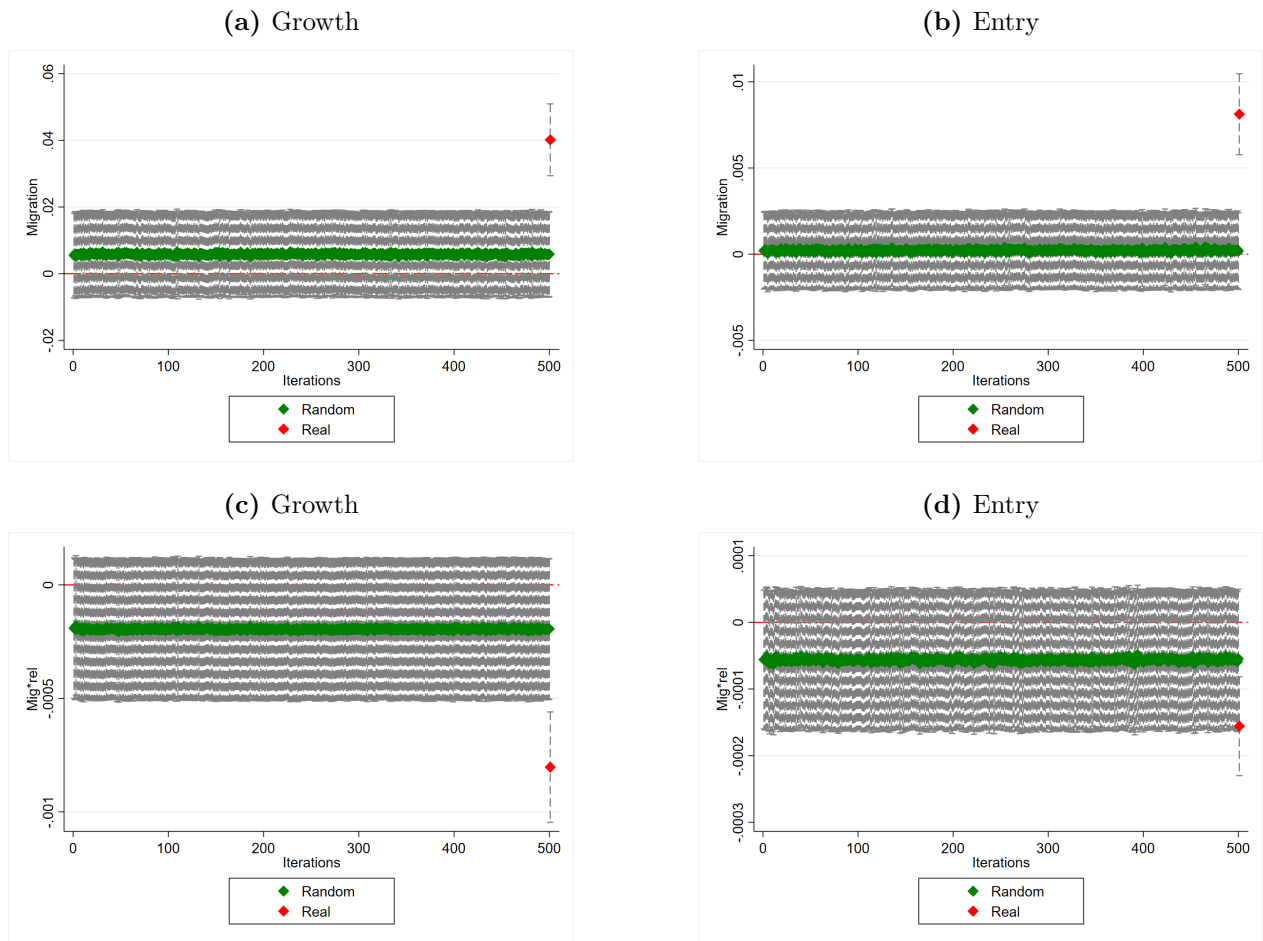 (a) Growth
.06
.04
.02
0
-.02
Migration
0 100 200 300 400 500
Iterations
Random
Real
(b) Entry
.01
.005
0
-.005
Migration
0 100 200 300 400 500
Iterations
Random
Real
(c) Growth
0
-.0005
-.001
Mig*rel
0 100 200 300 400 500
Iterations
Random
Real
(d) Entry
.0001
0
-.0001
-.0002
-.0003
Mig*rel
0 100 200 300 400 500
Iterations
Random
Real